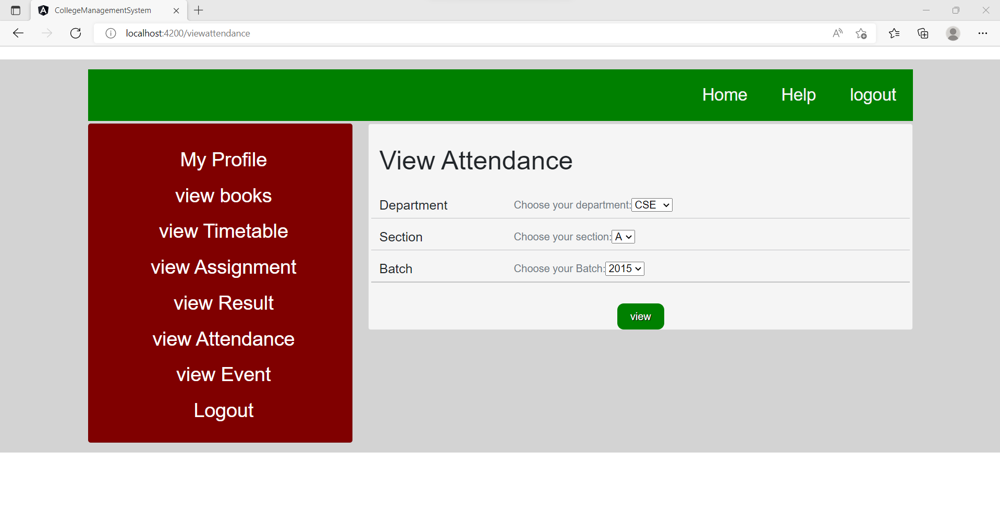 CollegeManagementSystem
localhost:4200/viewattendance
Home Help logout
My Profile
view books
view Timetable
view Assignment
view Result
view Attendance
view Event
Logout
View Attendance
Department Choose your department: CSE
Section Choose your section: A
Batch Choose your Batch: 2015
view